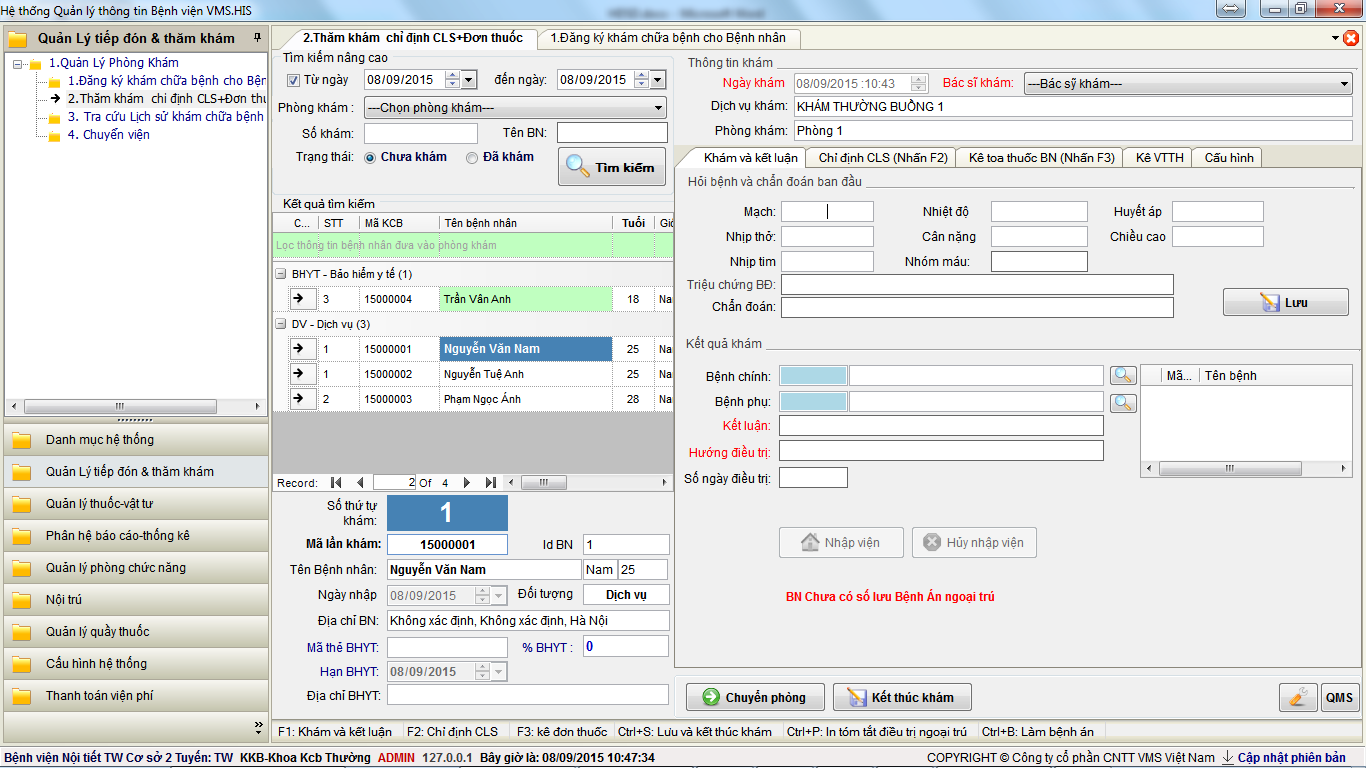 Hệ thống Quản lý thông tin Bệnh viện VMS.HIS
Quản Lý tiếp đón & thăm khám
1.Quản Lý Phòng Khám
1.Đăng ký khám chữa bệnh cho Bện
2.Thăm khám chỉ định CLS+Đơn thu
3. Tra cứu Lịch sử khám chữa bệnh
4. Chuyển viện
Danh mục hệ thống
Quản Lý tiếp đón & thăm khám
Quản lý thuốc-vật tư
Phân hệ báo cáo-thống kê
Quản lý phòng chức năng
Nội trú
Quản lý quầy thuốc
Cấu hình hệ thống
Thanh toán viện phí
2.Thăm khám chỉ định CLS+Đơn thuốc
1.Đăng ký khám chữa bệnh cho Bệnh nhân
Tìm kiếm nâng cao
Từ ngày 08/09/2015 đến ngày: 08/09/2015
Phòng khám : ---Chọn phòng khám---
Số khám: Tên BN:
Trạng thái: Chưa khám Đã khám
Tìm kiếm
Kết quả tìm kiếm
C... STT Mã KCB Tên bệnh nhân Tuổi Giớ
Lọc thông tin bệnh nhân đưa vào phòng khám
BHYT - Bảo hiểm y tế (1)
3 15000004 Trần Vân Anh 18 Nam
DV - Dịch vụ (3)
1 15000001 Nguyễn Văn Nam 25 Nam
1 15000002 Nguyễn Tuệ Anh 25 Nam
2 15000003 Phạm Ngọc Ánh 28 Nam
Record: 2 Of 4
Số thứ tự khám: 1
Mã lần khám: 15000001 Id BN 1
Tên Bệnh nhân: Nguyễn Văn Nam Nam 25
Ngày nhập 08/09/2015 Đối tượng Dịch vụ
Địa chỉ BN: Không xác định, Không xác định, Hà Nội
Mã thẻ BHYT: % BHYT : 0
Hạn BHYT: 08/09/2015
Địa chỉ BHYT:
Thông tin khám
Ngày khám 08/09/2015 :10:43 Bác sĩ khám: ---Bác sỹ khám---
Dịch vụ khám: KHÁM THƯỜNG BUỒNG 1
Phòng khám: Phòng 1
Khám và kết luận Chỉ định CLS (Nhấn F2) Kê toa thuốc BN (Nhấn F3) Kê VTTH Cấu hình
Hỏi bệnh và chẩn đoán ban đầu
Mạch: Nhiệt độ Huyết áp
Nhịp thở: Cân nặng Chiều cao
Nhịp tim Nhóm máu:
Triệu chứng BĐ:
Chẩn đoán:
Lưu
Kết quả khám
Bệnh chính:
Bệnh phụ:
Kết luận:
Hướng điều trị:
Số ngày điều trị:
Mã... Tên bệnh
Nhập viện Hủy nhập viện
BN Chưa có số lưu Bệnh Án ngoại trú
Chuyển phòng Kết thúc khám QMS
F1: Khám và kết luận F2: Chỉ định CLS F3: kê đơn thuốc Ctrl+S: Lưu và kết thúc khám Ctrl+P: In tóm tắt điều trị ngoại trú Ctrl+B: Làm bệnh án
Bệnh viện Nội tiết TW Cơ sở 2 Tuyến: TW KKB-Khoa Kcb Thường ADMIN 127.0.0.1 Bây giờ là: 08/09/2015 10:47:34 COPYRIGHT © Công ty cổ phần CNTT VMS Việt Nam Cập nhật phiên bản